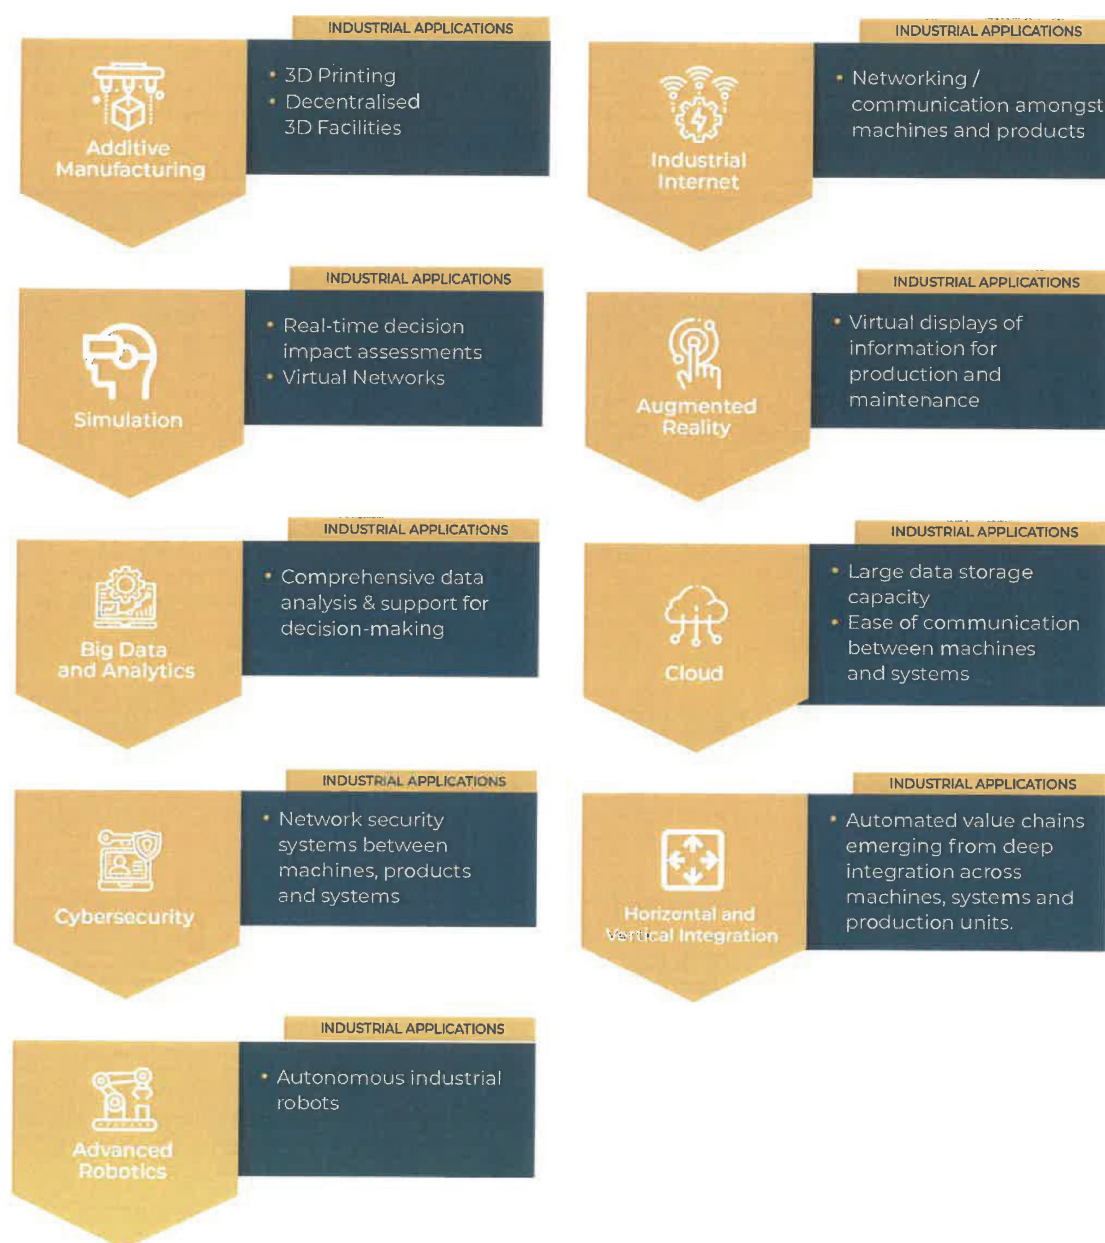 INDUSTRIAL APPLICATIONS
Additive
Manufacturing
• 3D Printing
• Decentralised
3D Facilities
INDUSTRIAL APPLICATIONS
Industrial
Internet
• Networking /
communication amongst
machines and products
INDUSTRIAL APPLICATIONS
Simulation
• Real-time decision
impact assessments
• Virtual Networks
INDUSTRIAL APPLICATIONS
Augmented
Reality
• Virtual displays of
information for
production and
maintenance
INDUSTRIAL APPLICATIONS
Big Data
and Analytics
• Comprehensive data
analysis & support for
decision-making
INDUSTRIAL APPLICATIONS
Cloud
• Large data storage
capacity
• Ease of communication
between machines
and systems
INDUSTRIAL APPLICATIONS
Cybersecurity
• Network security
systems between
machines, products
and systems
INDUSTRIAL APPLICATIONS
Horizontal and
Vertical Integration
• Automated value chains
emerging from deep
integration across
machines, systems and
production units.
INDUSTRIAL APPLICATIONS
Advanced
Robotics
• Autonomous industrial
robots